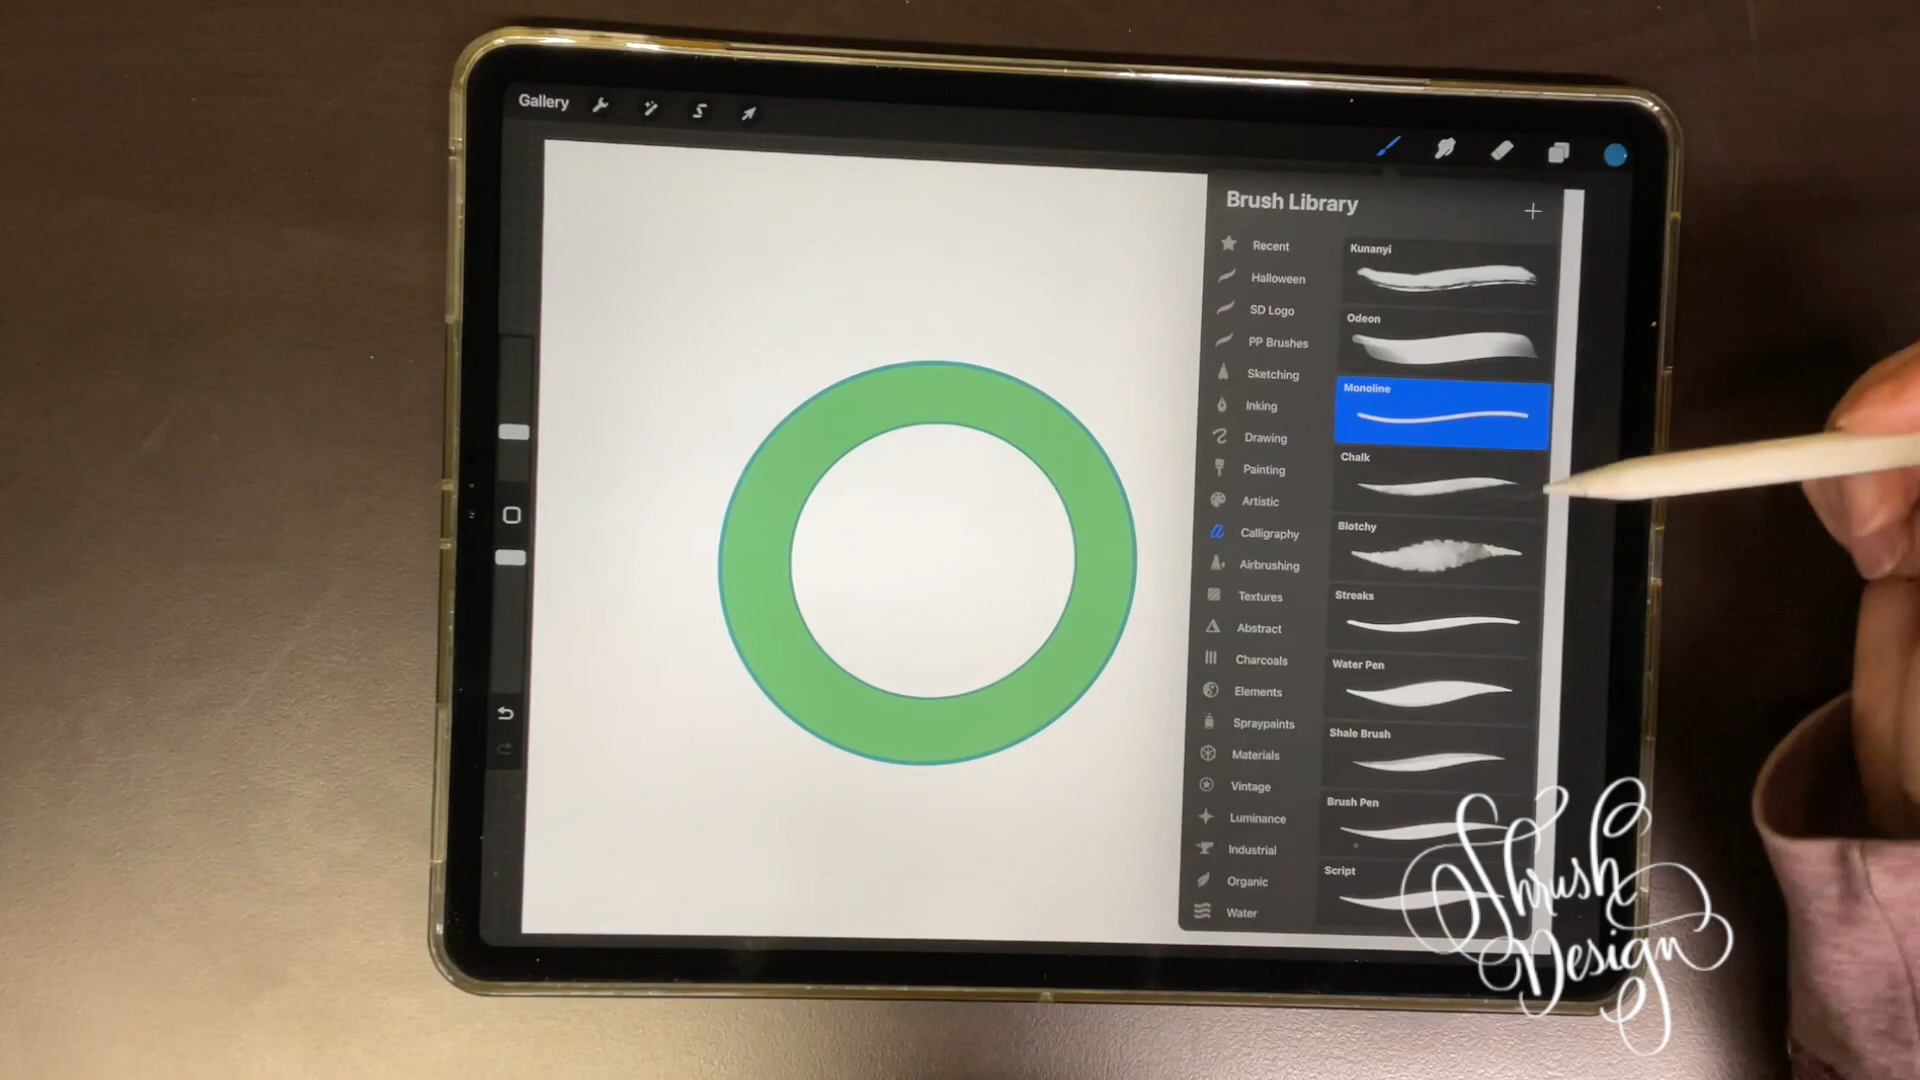 Gallery
Brush Library
Recent
Halloween
SD Logo
PP Brushes
Sketching
Inking
Drawing
Painting
Artistic
Calligraphy
Airbrushing
Textures
Abstract
Charcoals
Elements
Spraypaints
Materials
Vintage
Luminance
Industrial
Organic
Water
Kunanyi
Odeon
Monoline
Chalk
Blotchy
Streaks
Water Pen
Shale Brush
Brush Pen
Script
Thrush
Design